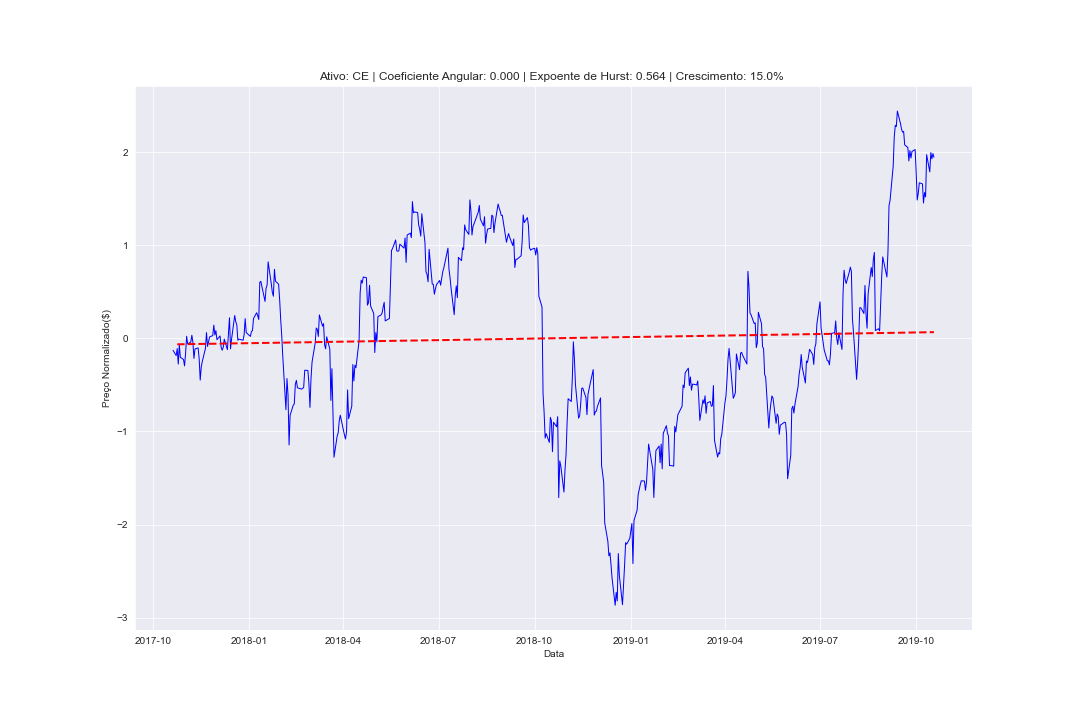 Ativo: CE | Coeficiente Angular: 0.000 | Expoente de Hurst: 0.564 | Crescimento: 15.0%
Preço Normalizado($)
2
1
0
−1
−2
−3
2017-10 2018-01 2018-04 2018-07 2018-10 2019-01 2019-04 2019-07 2019-10
Data